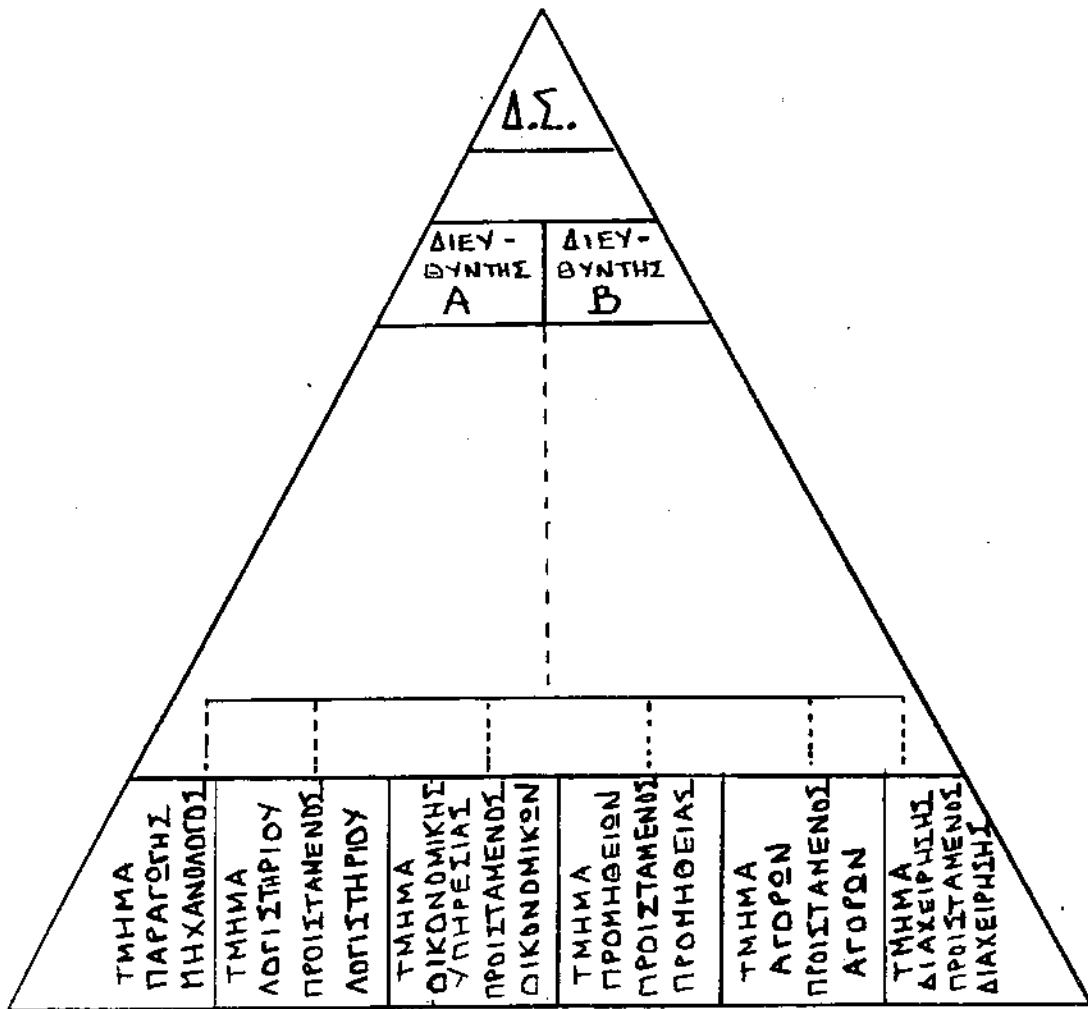 Δ.Σ.
ΔΙΕΥ-
ΘΥΝΤΗΣ
Α
ΔΙΕΥ-
ΘΥΝΤΗΣ
Β
ΤΜΗΜΑ
ΠΑΡΑΓΩΓΗΣ
ΜΗΧΑΝΟΛΟΓΟΣ
ΤΜΗΜΑ
ΛΟΓΙΣΤΗΡΙΟΥ
ΠΡΟΙΣΤΑΜΕΝΟΣ
ΛΟΓΙΣΤΗΡΙΟΥ
ΤΜΗΜΑ
ΟΙΚΟΝΟΜΙΚΗΣ
ΥΠΗΡΕΣΙΑΣ
ΠΡΟΙΣΤΑΜΕΝΟΣ
ΟΙΚΟΝΟΜΙΚΩΝ
ΤΜΗΜΑ
ΠΡΟΜΗΘΕΙΩΝ
ΠΡΟΙΣΤΑΜΕΝΟΣ
ΠΡΟΜΗΘΕΙΑΣ
ΤΜΗΜΑ
ΑΓΟΡΩΝ
ΠΡΟΙΣΤΑΜΕΝΟΣ
ΑΓΟΡΩΝ
ΤΜΗΜΑ
ΔΙΑΧΕΙΡΗΣΗΣ
ΠΡΟΙΣΤΑΜΕΝΟΣ
ΔΙΑΧΕΙΡΗΣΗΣ